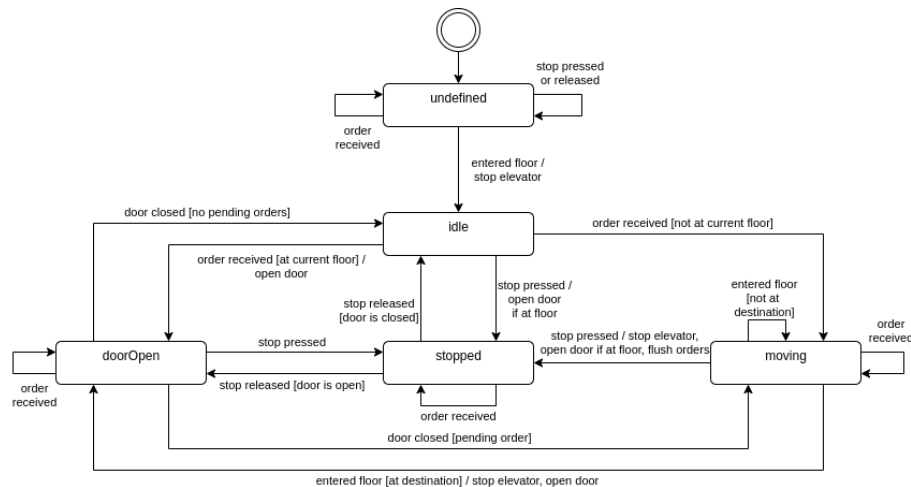 stop pressed
or released
undefined
order
received
entered floor /
stop elevator
door closed [no pending orders]
idle
order received [not at current floor]
order received [at current floor] /
open door
stop pressed /
open door
if at floor
entered floor
[not at
destination]
stop released
[door is closed]
order
received
doorOpen
stop pressed
stopped
stop pressed / stop elevator,
open door if at floor, flush orders
moving
order
received
stop released [door is open]
order received
door closed [pending order]
entered floor [at destination] / stop elevator, open door